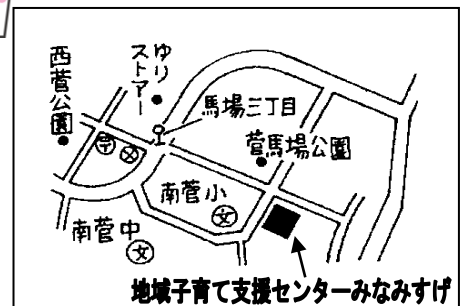 西菅公園
ゆり
ストアー
馬場三丁目
菅馬場公園
〒
南菅小
文
南菅中
文
地域子育て支援センターみなみすげ